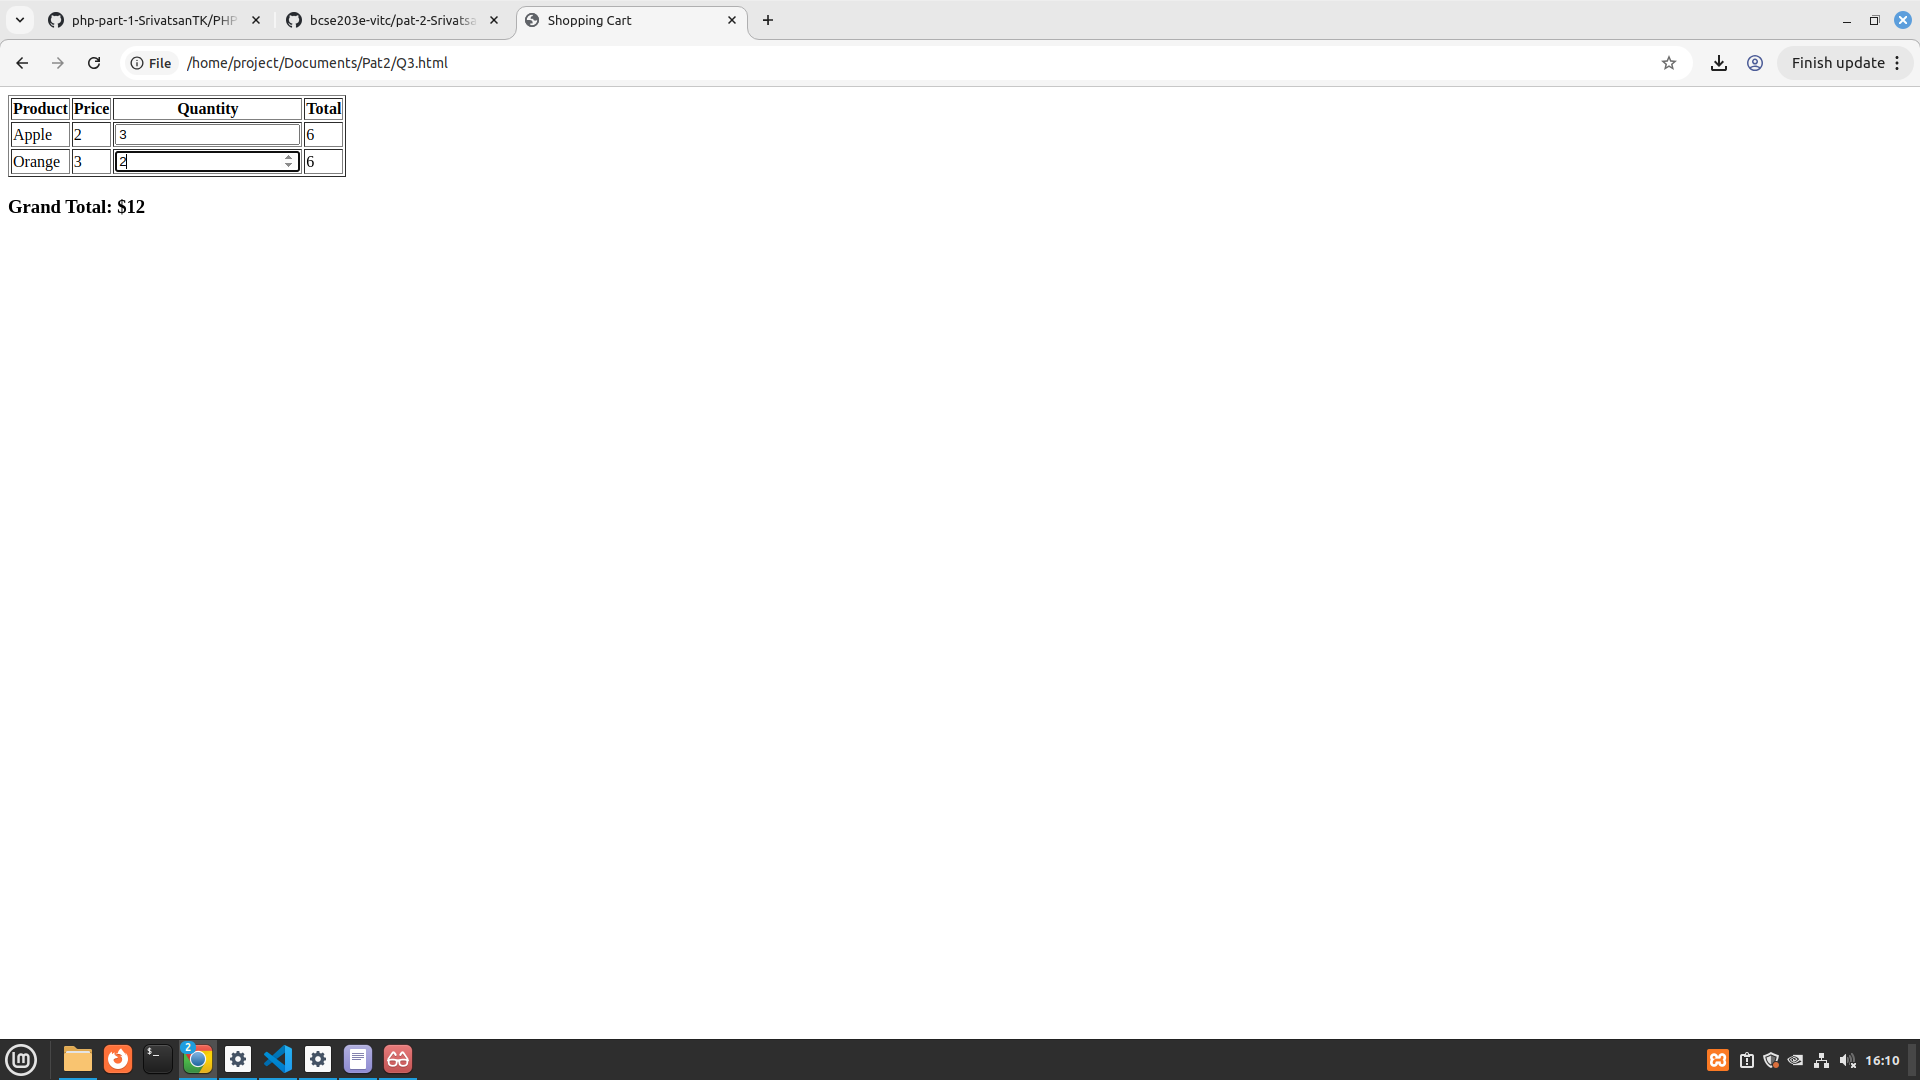 php-part-1-SrivatsanTK/PHP
bcse203e-vitc/pat-2-Srivatsa
Shopping Cart
File /home/project/Documents/Pat2/Q3.html
Finish update
Product Price Quantity Total
Apple 2 3 6
Orange 3 2 6
Grand Total: $12
$_
2
16:10